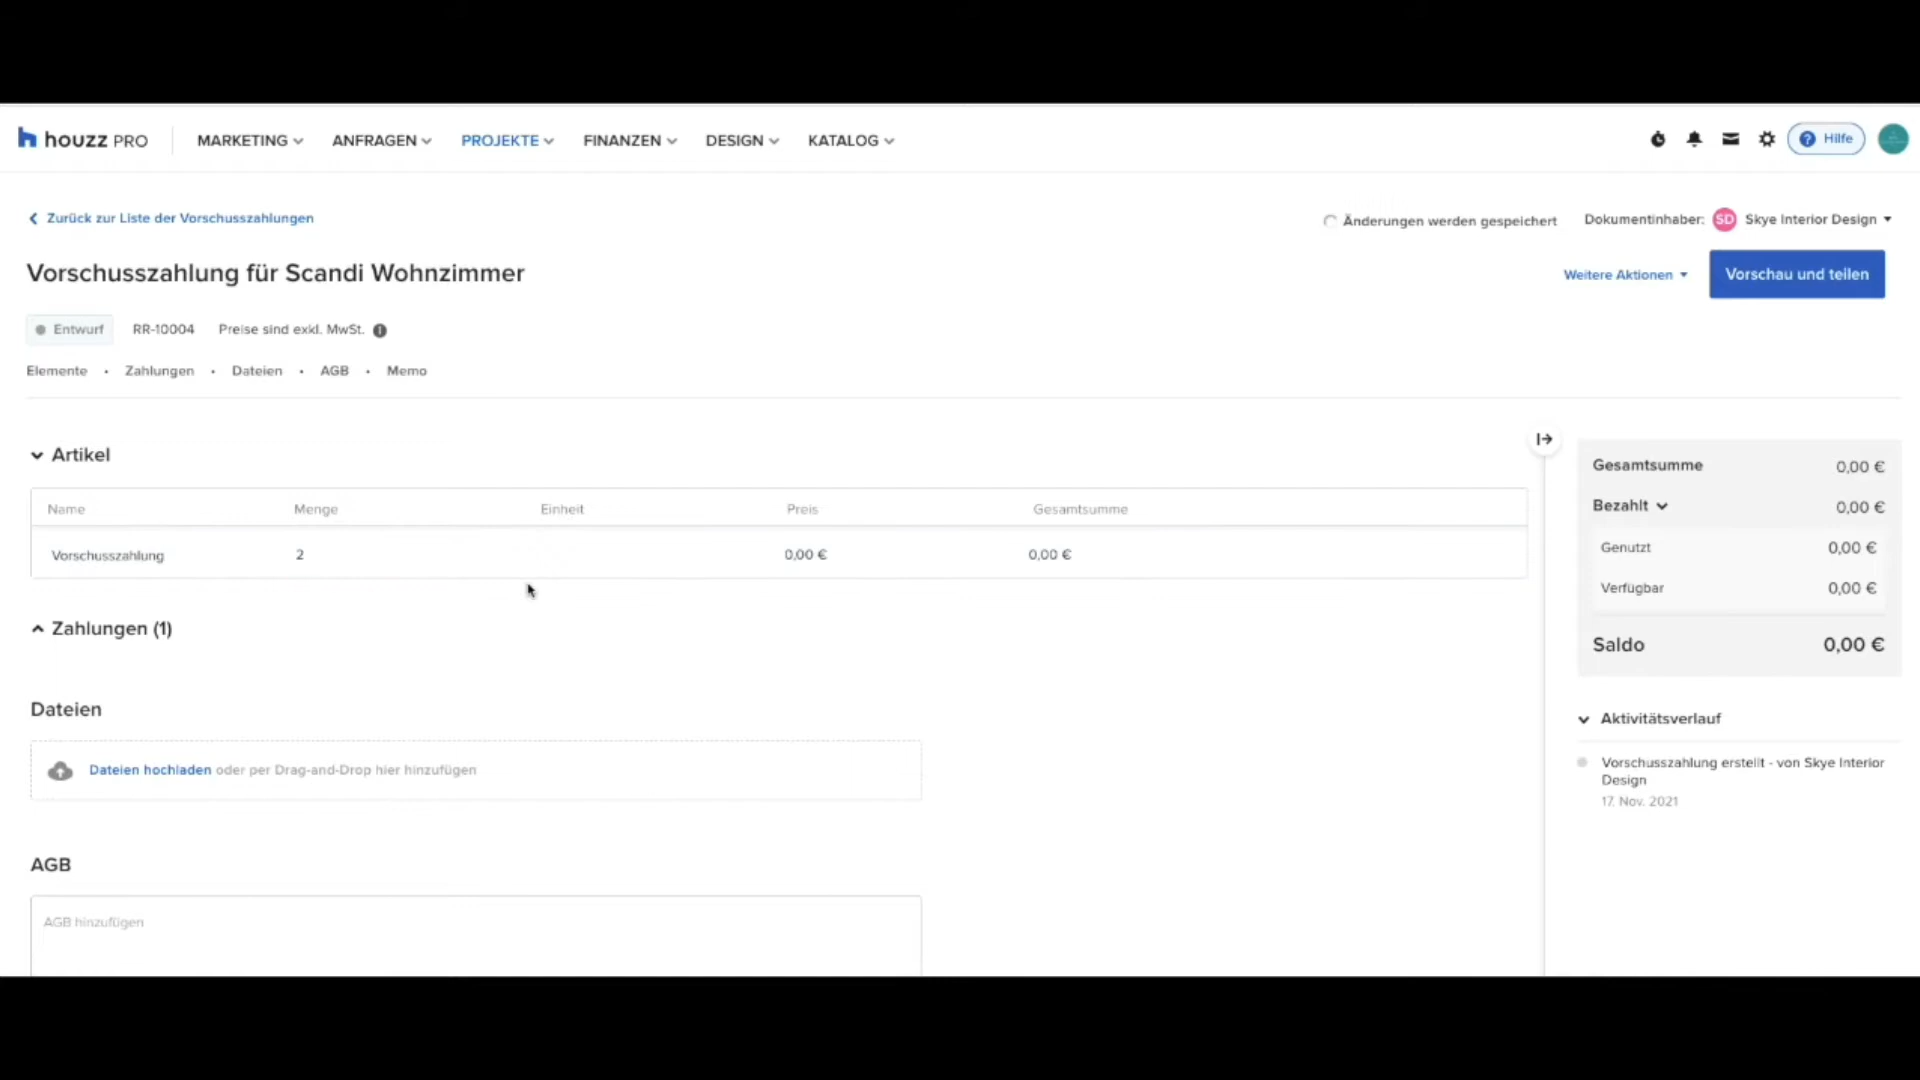 houzz PRO
MARKETING
ANFRAGEN
PROJEKTE
FINANZEN
DESIGN
KATALOG
? Hilfe
Zurück zur Liste der Vorschusszahlungen
Änderungen werden gespeichert
Dokumentinhaber: SD Skye Interior Design
Vorschusszahlung für Scandi Wohnzimmer
Weitere Aktionen
Vorschau und teilen
Entwurf RR-10004 Preise sind exkl. MwSt.
Elemente • Zahlungen • Dateien • AGB • Memo
Artikel
Name Menge Einheit Preis Gesamtsumme
Vorschusszahlung 2 0,00 € 0,00 €
Zahlungen (1)
Dateien
Dateien hochladen oder per Drag-and-Drop hier hinzufügen
AGB
AGB hinzufügen
Gesamtsumme 0,00 €
Bezahlt 0,00 €
Genutzt 0,00 €
Verfügbar 0,00 €
Saldo 0,00 €
Aktivitätsverlauf
Vorschusszahlung erstellt - von Skye Interior
Design
17. Nov. 2021